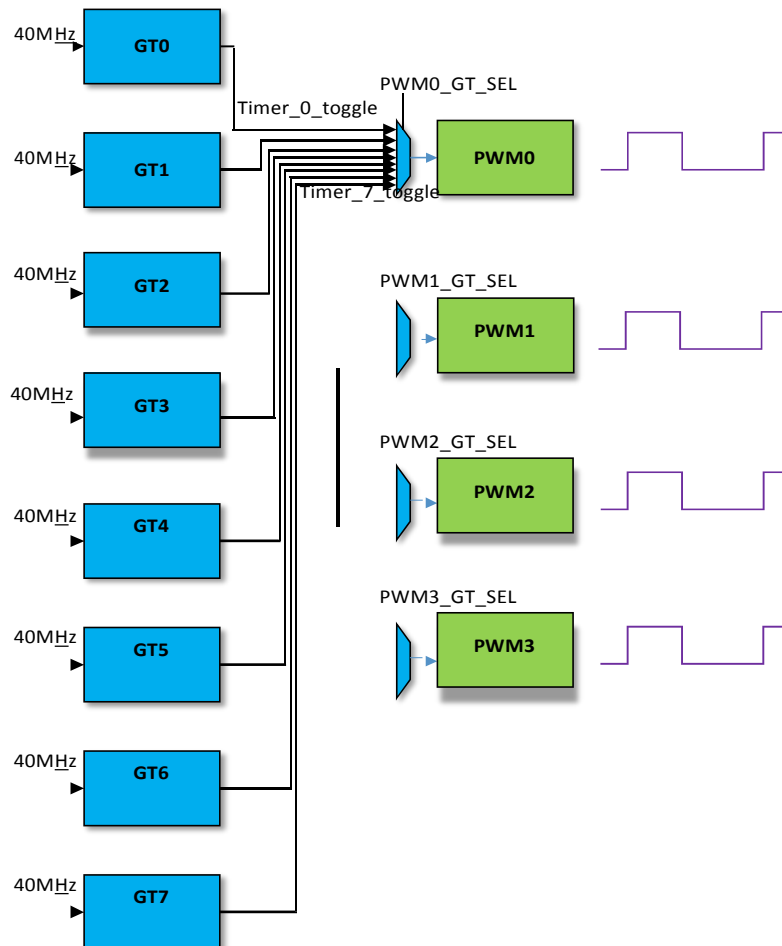 40MHz
GT0
PWM0_GT_SEL
Timer_0_toggle
40MHz
GT1
PWM0
Timer_7_toggle
40MHz
GT2
PWM1_GT_SEL
PWM1
40MHz
GT3
PWM2_GT_SEL
PWM2
40MHz
GT4
PWM3_GT_SEL
PWM3
40MHz
GT5
40MHz
GT6
40MHz
GT7